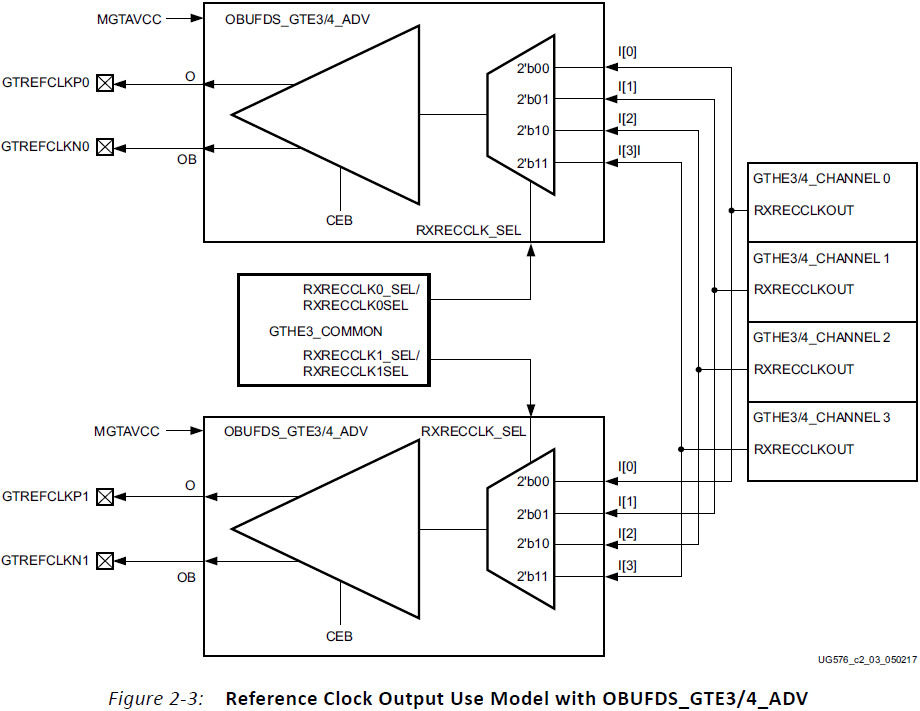 MGTAVCC
OBUFDS_GTE3/4_ADV
GTREFCLKP0
O
GTREFCLKN0
OB
CEB
2'b00
2'b01
2'b10
2'b11
I[0]
I[1]
I[2]
I[3]I
RXRECCLK_SEL
RXRECCLK0_SEL/
RXRECCLK0SEL
GTHE3_COMMON
RXRECCLK1_SEL/
RXRECCLK1SEL
GTHE3/4_CHANNEL 0
RXRECCLKOUT
GTHE3/4_CHANNEL 1
RXRECCLKOUT
GTHE3/4_CHANNEL 2
RXRECCLKOUT
GTHE3/4_CHANNEL 3
RXRECCLKOUT
MGTAVCC
OBUFDS_GTE3/4_ADV
RXRECCLK_SEL
GTREFCLKP1
O
GTREFCLKN1
OB
CEB
2'b00
2'b01
2'b10
2'b11
I[0]
I[1]
I[2]
I[3]
UG576_c2_03_050217
Figure 2-3: Reference Clock Output Use Model with OBUFDS_GTE3/4_ADV